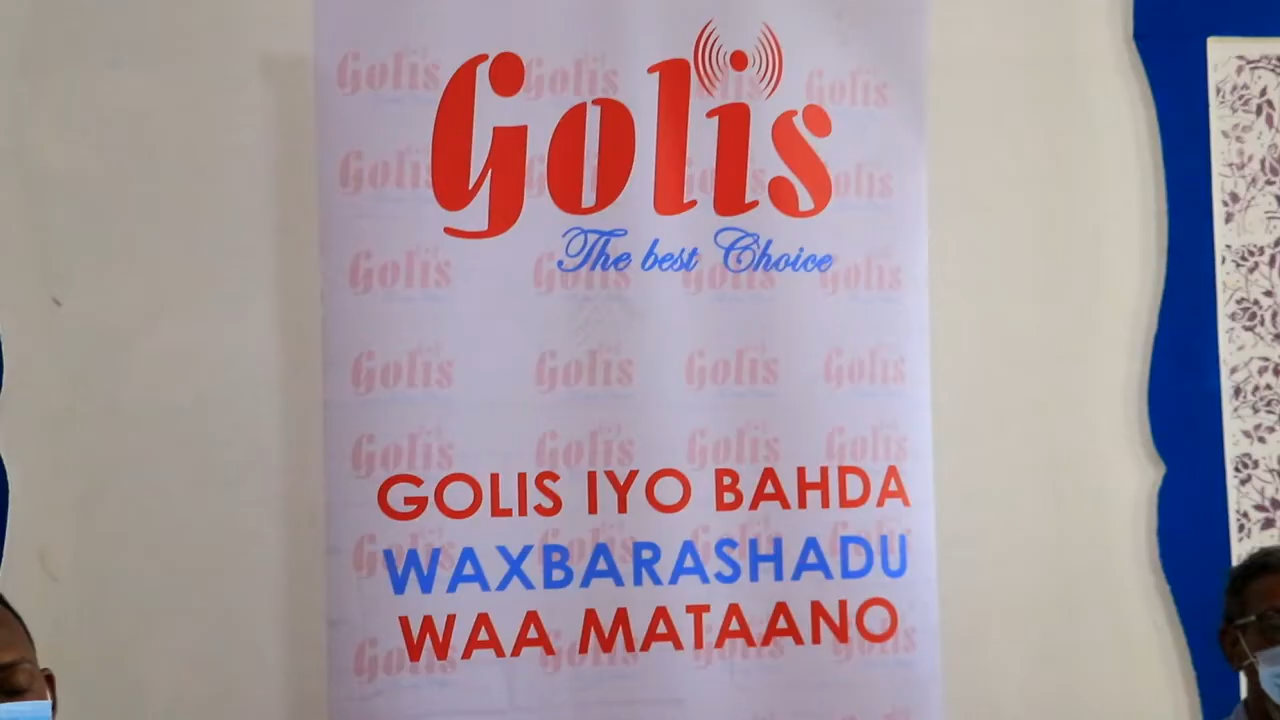 Golis
The best Choice
GOLIS IYO BAHDA
WAXBARASHADU
WAA MATAANO